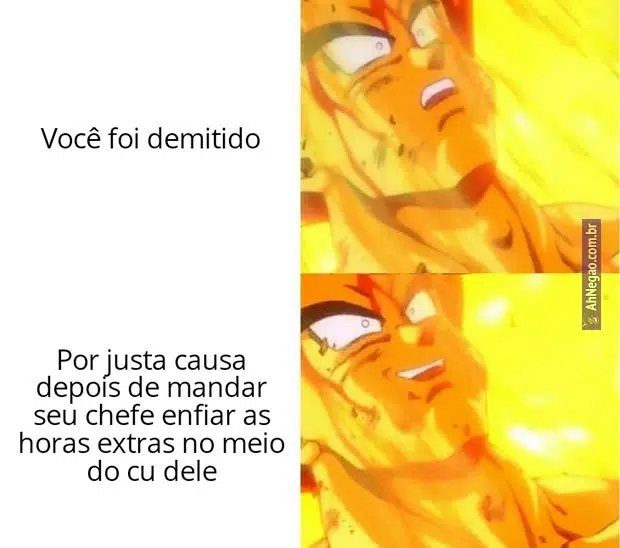 Você foi demitido
Por justa causa
depois de mandar
seu chefe enfiar as
horas extras no meio
do cu dele
AhNegao.com.br